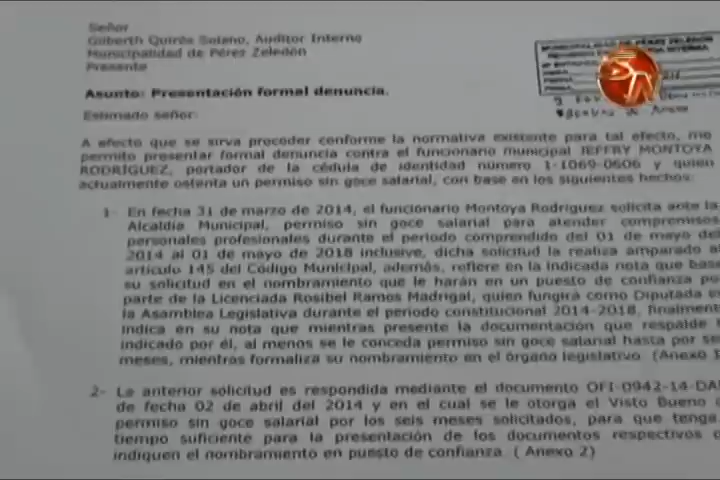 Señor
Gilberth Quirós Solano, Auditor Interno
Municipalidad de Pérez Zeledón
Presente
Asunto: Presentación formal denuncia.
Estimado señor:
A efecto que se sirva proceder conforme la normativa existente para tal efecto, me
permito presentar formal denuncia contra el funcionario municipal JEFFRY MONTOYA
RODRÍGUEZ, portador de la cédula de identidad número 1-1069-0606 y quien
actualmente ostenta un permiso sin goce salarial, con base en los siguientes hechos:
1- En fecha 31 de marzo de 2014, el funcionario Montoya Rodríguez solicita ante la
Alcaldía Municipal, permiso sin goce salarial para atender compromisos
personales profesionales durante el periodo comprendido del 01 de mayo del
2014 al 01 de mayo de 2018 inclusive, dicha solicitud la realiza amparado al
artículo 145 del Código Municipal, además, refiere en la indicada nota que basa
su solicitud en el nombramiento que le harán en un puesto de confianza po
parte de la Licenciada Rosibel Ramos Madrigal, quien fungirá como Diputada e
la Asamblea Legislativa durante el periodo constitucional 2014-2018, finalment
indica en su nota que mientras presente la documentación que respalde
indicado por él, al menos se le conceda permiso sin goce salarial hasta por se
meses, mientras formaliza su nombramiento en el órgano legislativo. (Anexo 1
2- La anterior solicitud es respondida mediante el documento OFI-0942-14-DA
de fecha 02 de abril del 2014 y en el cual se le otorga el Visto Bueno
permiso sin goce salarial por los seis meses solicitados, para que tenga
tiempo suficiente para la presentación de los documentos respectivos
indiquen el nombramiento en puesto de confianza. ( Anexo 2)